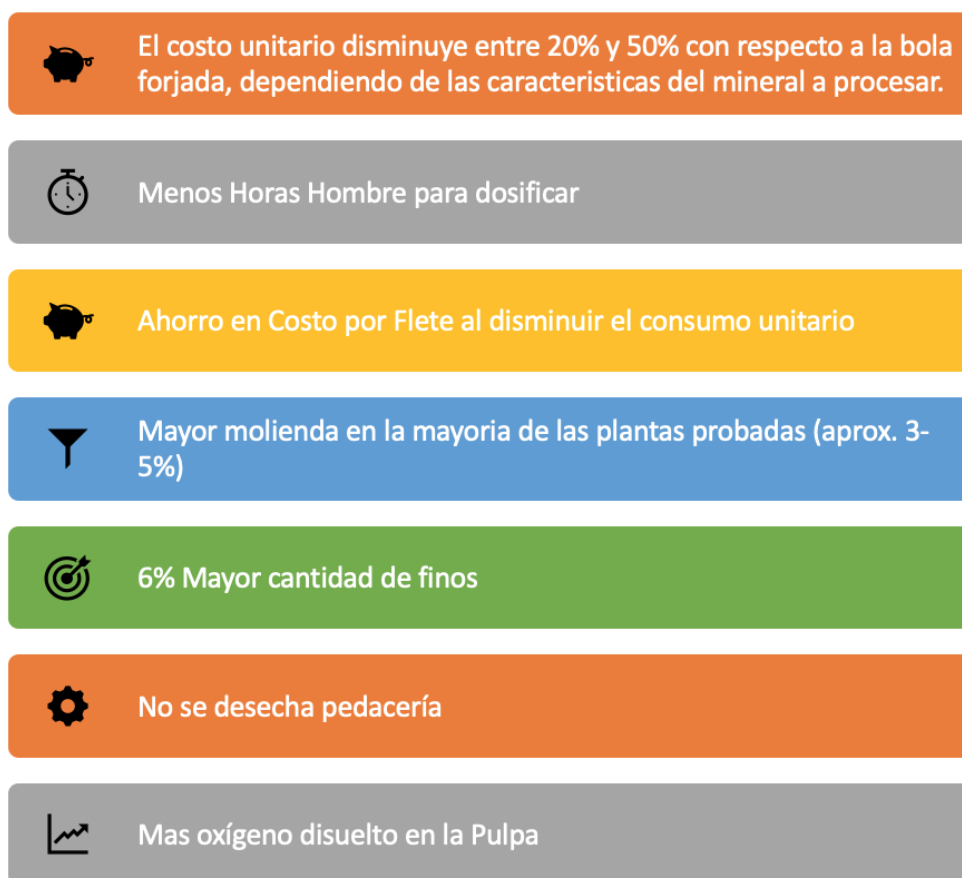 El costo unitario disminuye entre 20% y 50% con respecto a la bola
forjada, dependiendo de las caracteristicas del mineral a procesar.
Menos Horas Hombre para dosificar
Ahorro en Costo por Flete al disminuir el consumo unitario
Mayor molienda en la mayoria de las plantas probadas (aprox. 3-
5%)
6% Mayor cantidad de finos
No se desecha pedacería
Mas oxígeno disuelto en la Pulpa